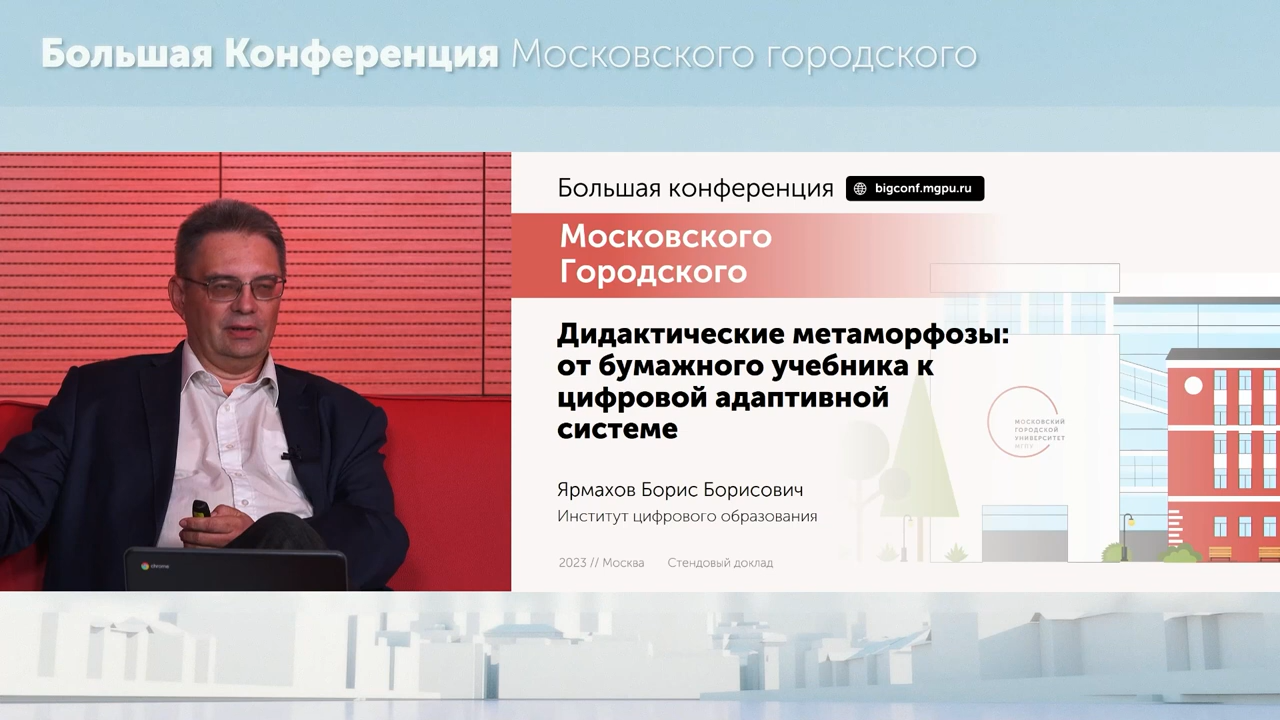 Большая Конференция Московского городского
Большая конференция
bigconf.mgpu.ru
Московского
Городского
Дидактические метаморфозы:
от бумажного учебника к
цифровой адаптивной
системе
МОСКОВСКИЙ
ГОРОДСКОЙ
УНИВЕРСИТЕТ
МГПУ
Ярмахов Борис Борисович
Институт цифрового образования
2023 // Москва
Стендовый доклад
chrome